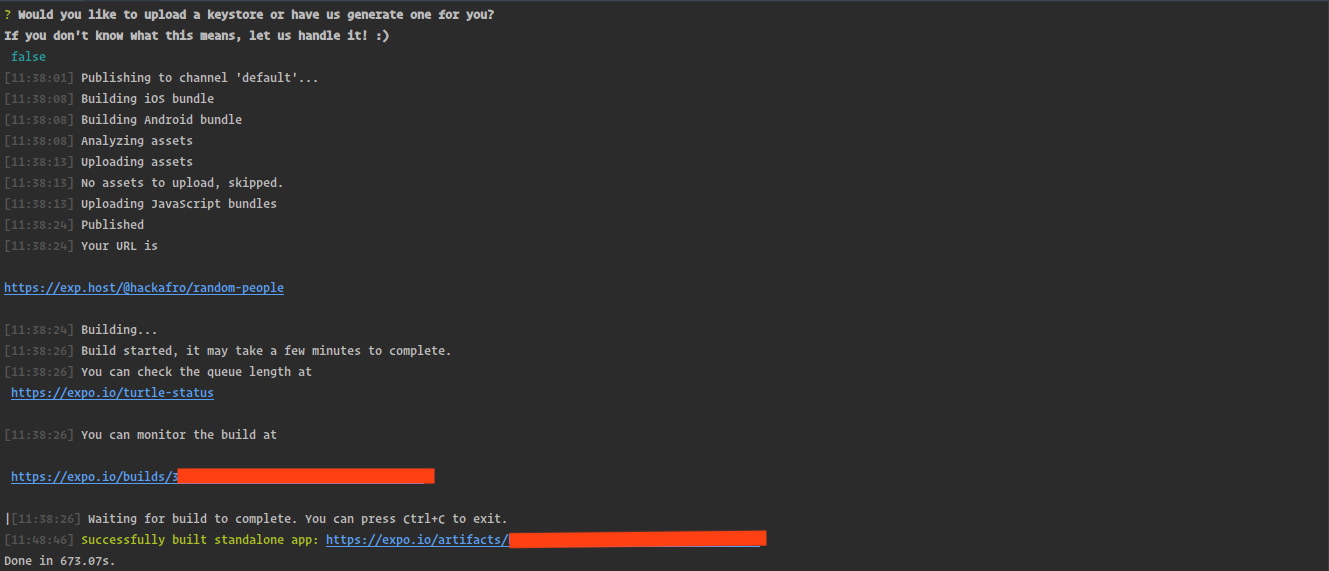 ? Would you like to upload a keystore or have us generate one for you?
If you don't know what this means, let us handle it! :)
false
[11:38:01] Publishing to channel 'default'...
[11:38:08] Building iOS bundle
[11:38:08] Building Android bundle
[11:38:08] Analyzing assets
[11:38:13] Uploading assets
[11:38:13] No assets to upload, skipped.
[11:38:13] Uploading JavaScript bundles
[11:38:24] Published
[11:38:24] Your URL is
https://exp.host/@hackafro/random-people
[11:38:24] Building...
[11:38:26] Build started, it may take a few minutes to complete.
[11:38:26] You can check the queue length at
https://expo.io/turtle-status
[11:38:26] You can monitor the build at
https://expo.io/builds/3
|[11:38:26] Waiting for build to complete. You can press Ctrl+C to exit.
[11:48:46] Successfully built standalone app: https://expo.io/artifacts/
Done in 673.07s.